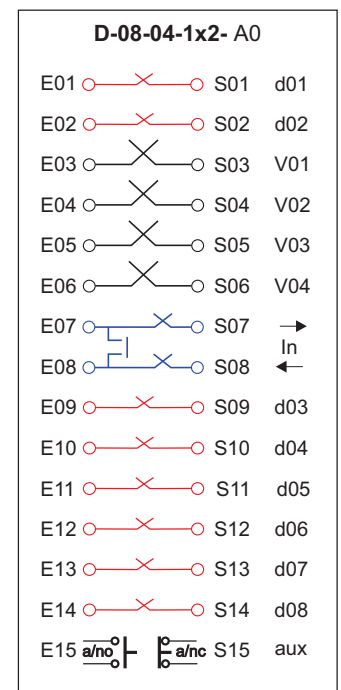 D-08-04-1x2- A0
E01 S01 d01
E02 S02 d02
E03 S03 V01
E04 S04 V02
E05 S05 V03
E06 S06 V04
E07 S07 →
In
E08 S08 ←
E09 S09 d03
E10 S10 d04
E11 S11 d05
E12 S12 d06
E13 S13 d07
E14 S14 d08
E15 a/no a/nc S15 aux